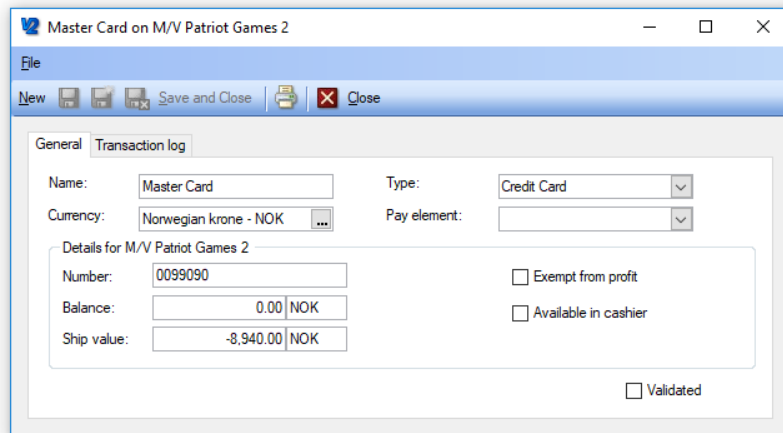 V2 Master Card on M/V Patriot Games 2
File
New Save and Close Close
General Transaction log
Name: Master Card Type: Credit Card
Currency: Norwegian krone - NOK ... Pay element:
Details for M/V Patriot Games 2
Number: 0099090 Exempt from profit
Balance: 0.00 NOK Available in cashier
Ship value: -8,940.00 NOK
Validated